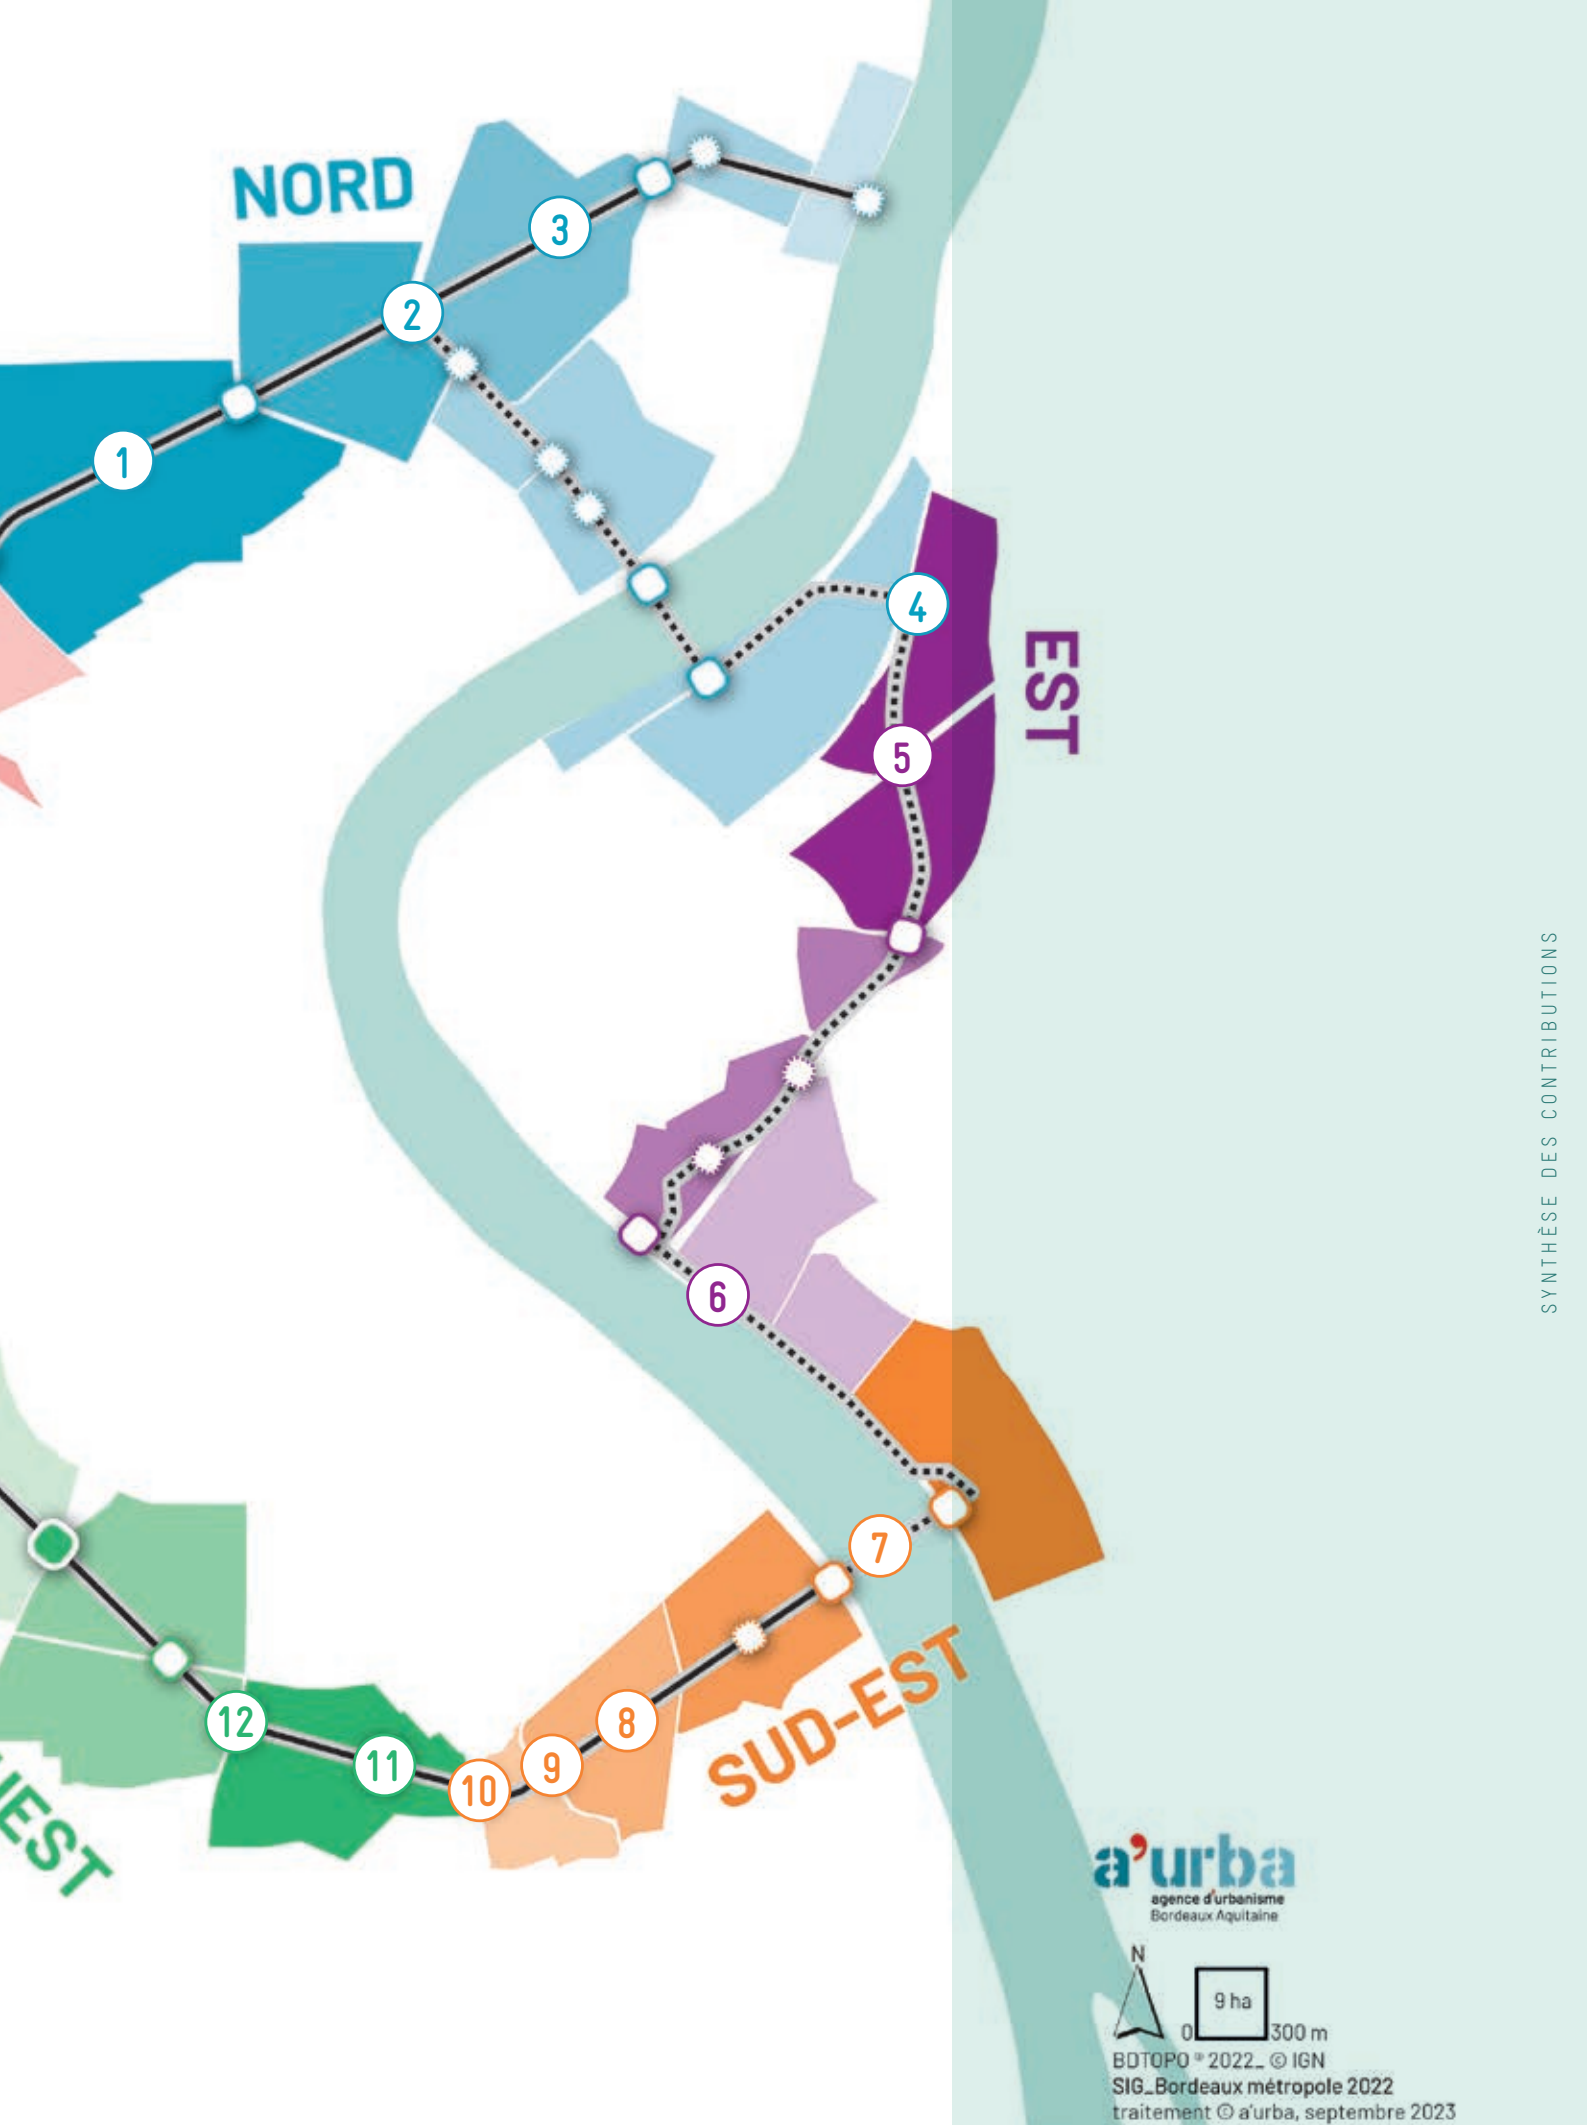 NORD
3
2
1
4
EST
5
6
7
8
SUD-EST
9
10
11
12
UEST
SYNTHÈSE DES CONTRIBUTIONS
a'urba
agence d'urbanisme
Bordeaux Aquitaine
N
9 ha
0 300 m
BDTOPO ® 2022_ © IGN
SIG_Bordeaux métropole 2022
traitement © a'urba, septembre 2023